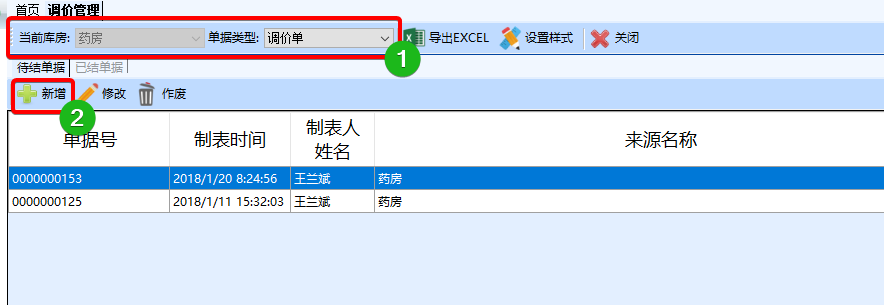 首页 调价管理
当前库房: 药房 单据类型: 调价单 导出EXCEL 设置样式 关闭
1
待结单据 已结单据
新增 修改 作废
2
单据号 制表时间 制表人姓名 来源名称
0000000153 2018/1/20 8:24:56 王兰斌 药房
0000000125 2018/1/11 15:32:03 王兰斌 药房